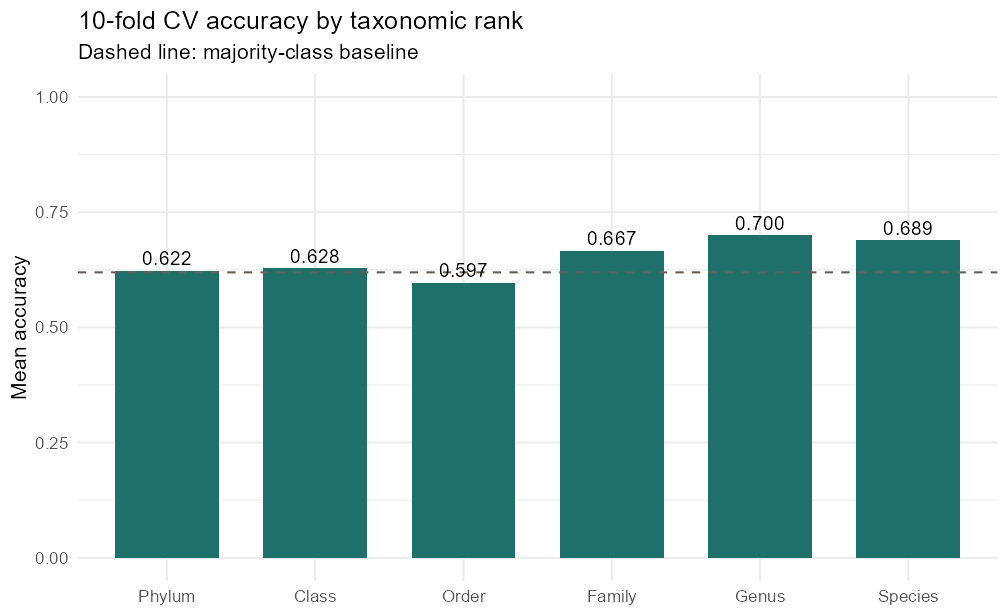 10-fold CV accuracy by taxonomic rank
Dashed line: majority-class baseline
Mean accuracy
1.00
0.75
0.50
0.25
0.00
0.622
0.628
0.597
0.667
0.700
0.689
Phylum
Class
Order
Family
Genus
Species